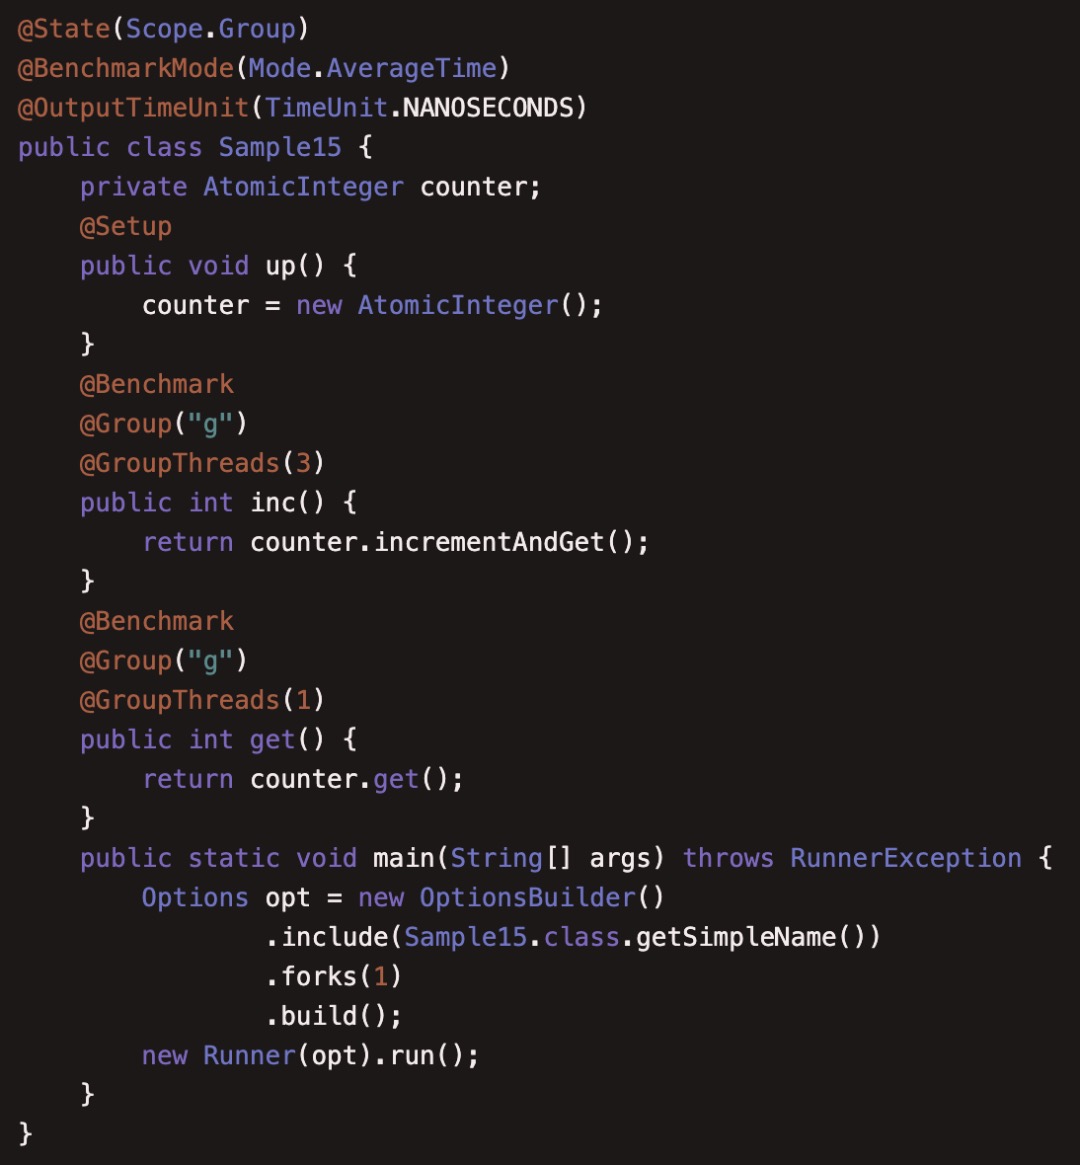 @State(Scope.Group)
@BenchmarkMode(Mode.AverageTime)
@OutputTimeUnit(TimeUnit.NANOSECONDS)
public class Sample15 {
    private AtomicInteger counter;
    @Setup
    public void up() {
        counter = new AtomicInteger();
    }
    @Benchmark
    @Group("g")
    @GroupThreads(3)
    public int inc() {
        return counter.incrementAndGet();
    }
    @Benchmark
    @Group("g")
    @GroupThreads(1)
    public int get() {
        return counter.get();
    }
    public static void main(String[] args) throws RunnerException {
        Options opt = new OptionsBuilder()
                .include(Sample15.class.getSimpleName())
                .forks(1)
                .build();
        new Runner(opt).run();
    }
}